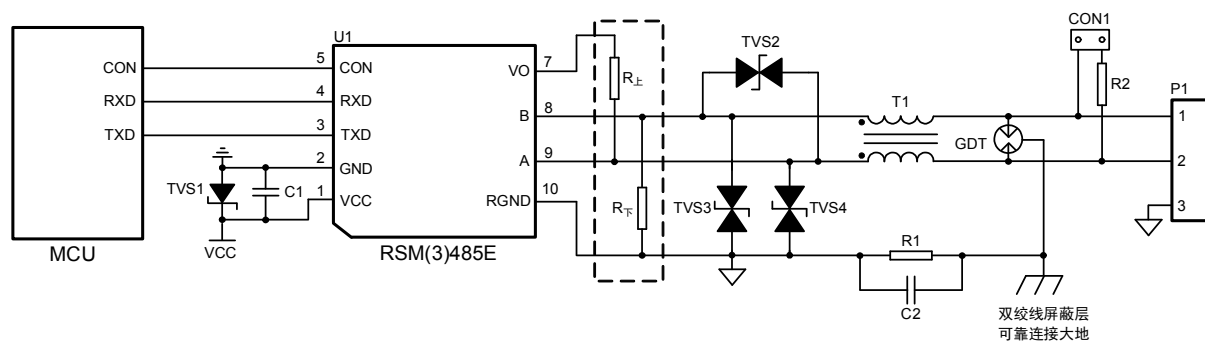 CON1
U1
TVS2
5
CON
CON
VO
7
R上
R2
4
RXD
RXD
B
8
T1
P1
1
3
TXD
TXD
GDT
2
GND
A
9
2
TVS1
C1
1
VCC
RGND
10
R下
TVS3
TVS4
3
VCC
MCU
RSM(3)485E
R1
C2
双绞线屏蔽层
可靠连接大地